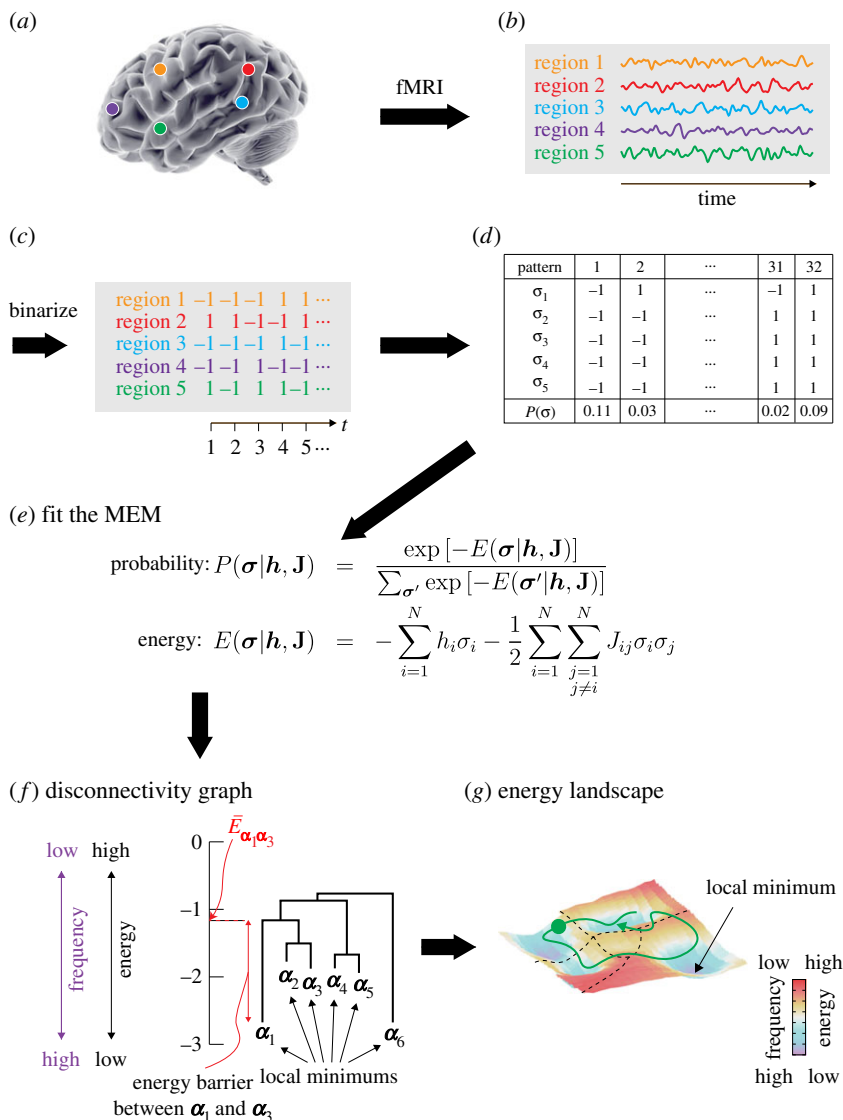 (a)
(b)
fMRI
region 1
region 2
region 3
region 4
region 5
time
(c)
(d)
binarize
region 1 –1 –1 –1 1 1 ···
region 2 1 1 –1 –1 1 ···
region 3 –1 –1 –1 1 –1 ···
region 4 –1 –1 1 –1 –1 ···
region 5 1 –1 1 1 –1 ···
t
1 2 3 4 5 ···
pattern 1 2 ··· 31 32
σ1 –1 1 ··· –1 1
σ2 –1 –1 1 1
σ3 –1 –1 1 1
σ4 –1 –1 1 1
σ5 –1 –1 1 1
P(σ) 0.11 0.03 ··· 0.02 0.09
(e) fit the MEM
probability: P(σ|h, J) = exp [−E(σ|h, J)] / ∑σ′ exp [−E(σ′|h, J)]
energy: E(σ|h, J) = − ∑_{i=1}^{N} h_i σ_i − 1/2 ∑_{i=1}^{N} ∑_{j=1 j≠i}^{N} J_{ij} σ_i σ_j
(f) disconnectivity graph
low high
frequency
energy
high low
0
–1
–2
–3
Ē α1α3
α1
α2
α3
α4
α5
α6
energy barrier
between α1 and α3
local minimums
(g) energy landscape
local minimum
low high
frequency
energy
high low